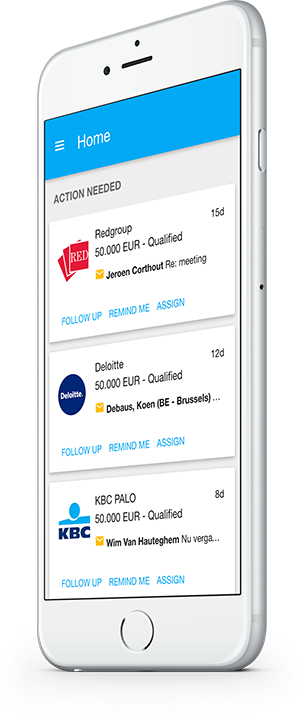 Home
ACTION NEEDED
RED
Redgroup
15d
50.000 EUR - Qualified
Jeroen Corthout Re: meeting
FOLLOW UP REMIND ME ASSIGN
Deloitte.
Deloitte
12d
50.000 EUR - Qualified
Debaus, Koen (BE - Brussels) ...
FOLLOW UP REMIND ME ASSIGN
KBC
KBC PALO
8d
50.000 EUR - Qualified
Wim Van Hauteghem Nu verga...
FOLLOW UP REMIND ME ASSIGN